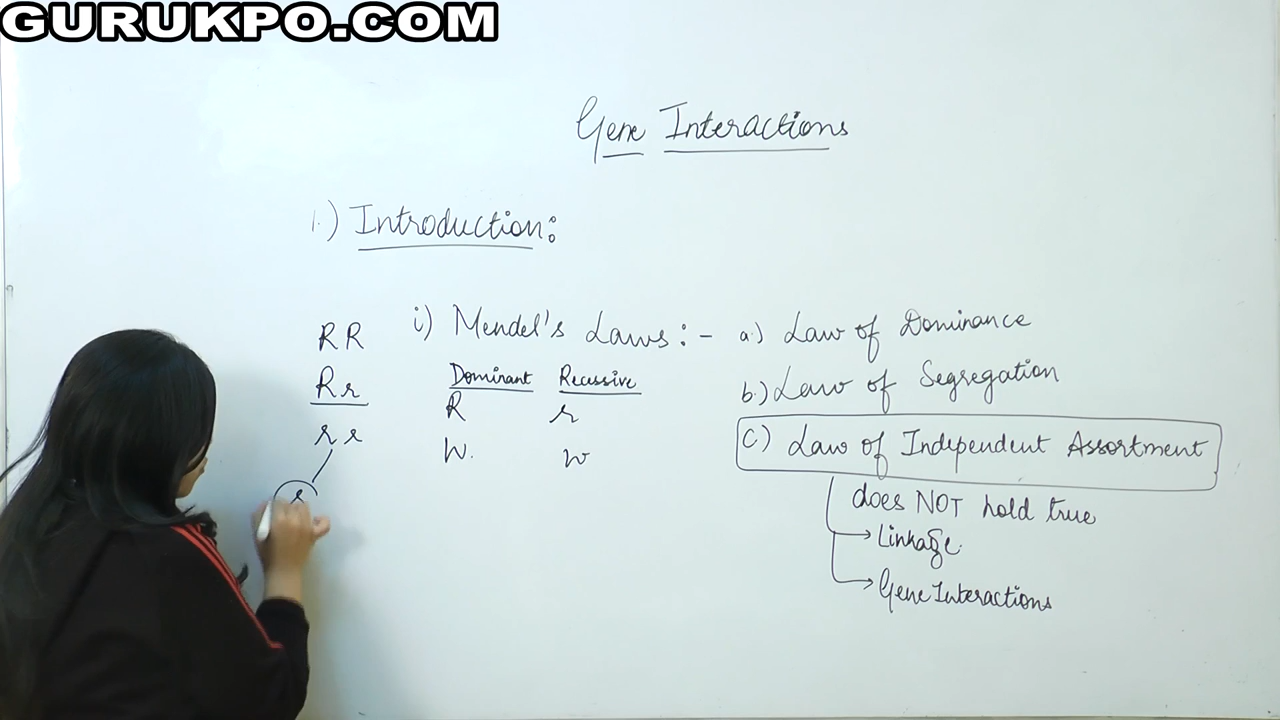 GURUKPO.COM
Gene Interactions
1.) Introduction:
i) Mendel's Laws :- a.) Law of Dominance
b.) Law of Segregation
c) Law of Independent Assortment
does NOT hold true
Linkage.
Gene Interactions
Dominant Recessive
R r
W. w
RR
Rr
rr
r